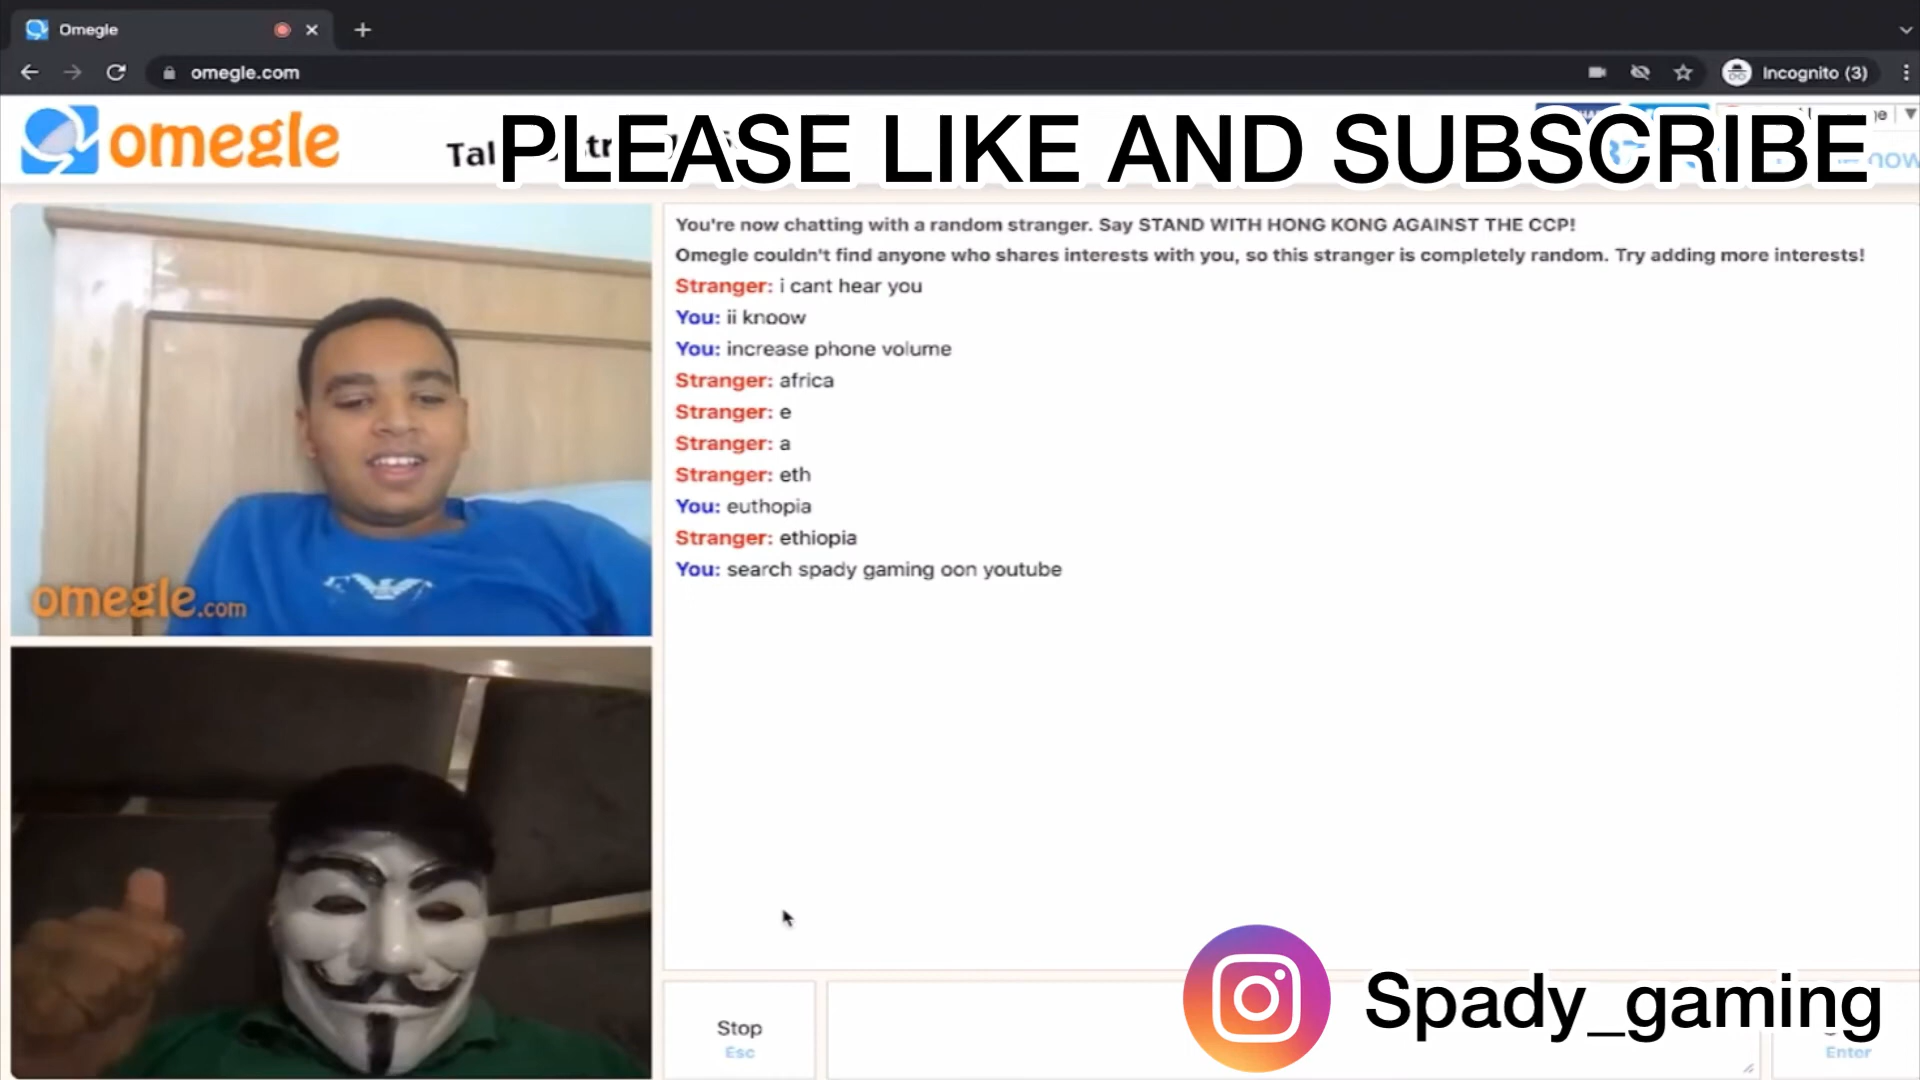 Omegle
omegle.com
Incognito (3)
omegle
PLEASE LIKE AND SUBSCRIBE
now
You're now chatting with a random stranger. Say STAND WITH HONG KONG AGAINST THE CCP!
Omegle couldn't find anyone who shares interests with you, so this stranger is completely random. Try adding more interests!
Stranger: i cant hear you
You: ii knoow
You: increase phone volume
Stranger: africa
Stranger: e
Stranger: a
Stranger: eth
You: euthopia
Stranger: ethiopia
You: search spady gaming oon youtube
omegle.com
Stop
Esc
Spady_gaming
Enter